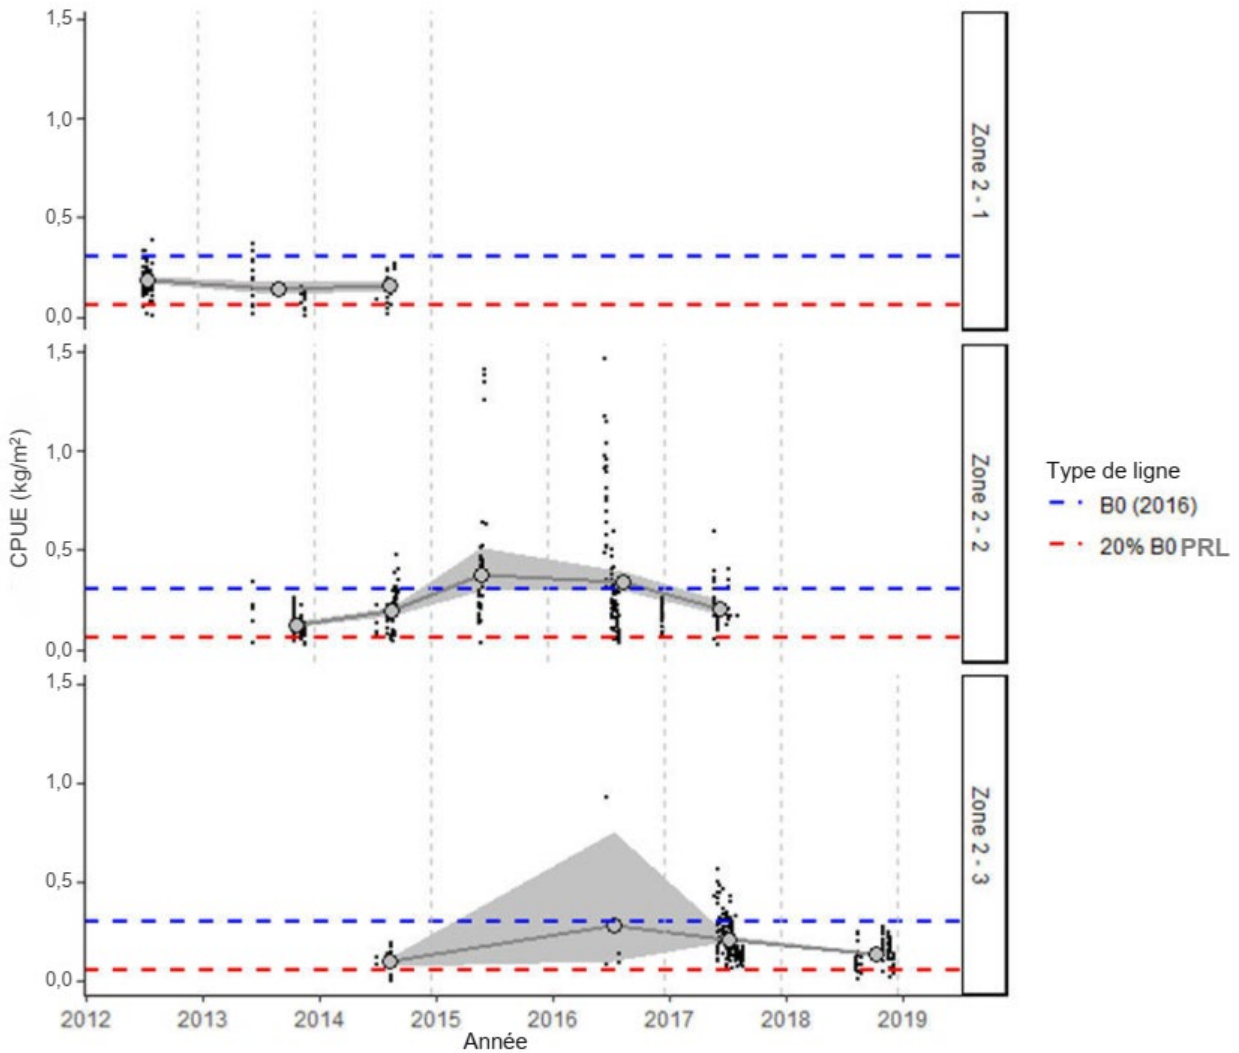 1,5
1,0
0,5
0,0
Zone 2 - 1
1,5
1,0
0,5
0,0
Zone 2 - 2
1,5
1,0
0,5
0,0
Zone 2 - 3
CPUE (kg/m²)
2012 2013 2014 2015 2016 2017 2018 2019
Année
Type de ligne
B0 (2016)
20% B0 PRL